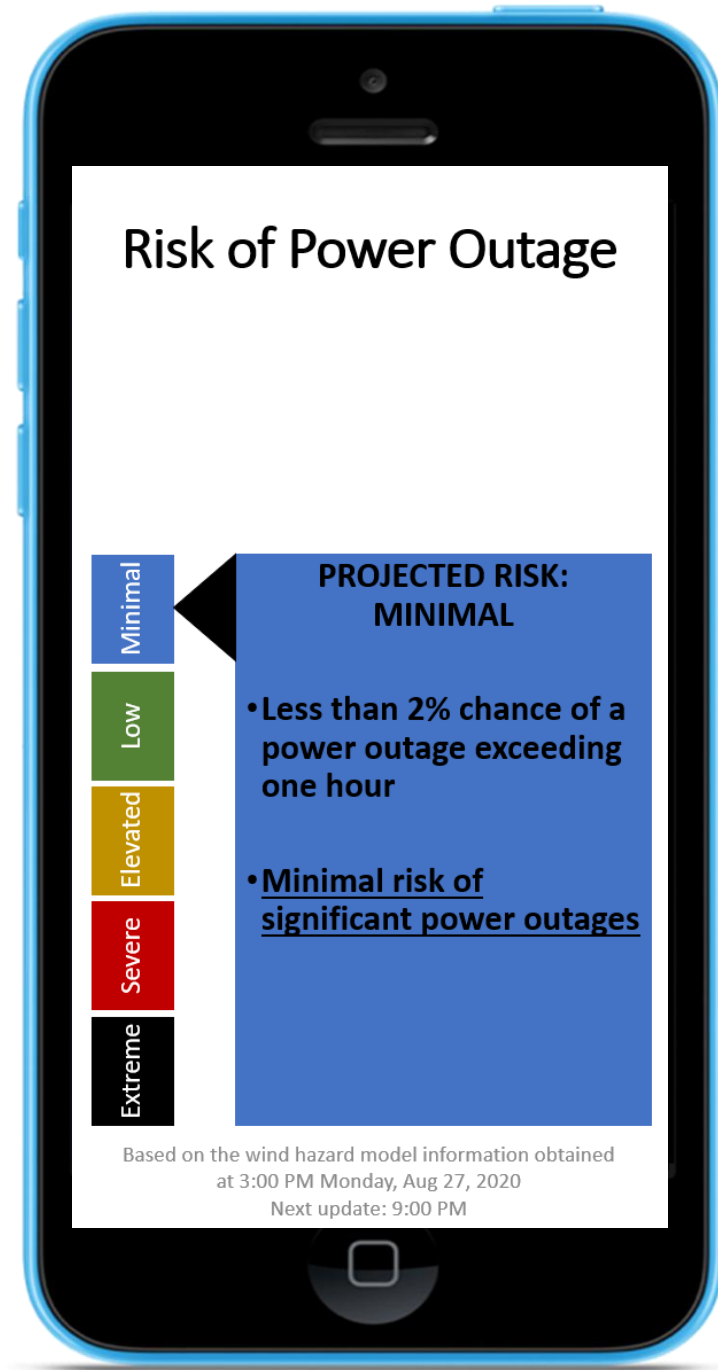 Risk of Power Outage
Minimal
Low
Elevated
Severe
Extreme
PROJECTED RISK:
MINIMAL
•Less than 2% chance of a
power outage exceeding
one hour
•Minimal risk of
significant power outages
Based on the wind hazard model information obtained
at 3:00 PM Monday, Aug 27, 2020
Next update: 9:00 PM